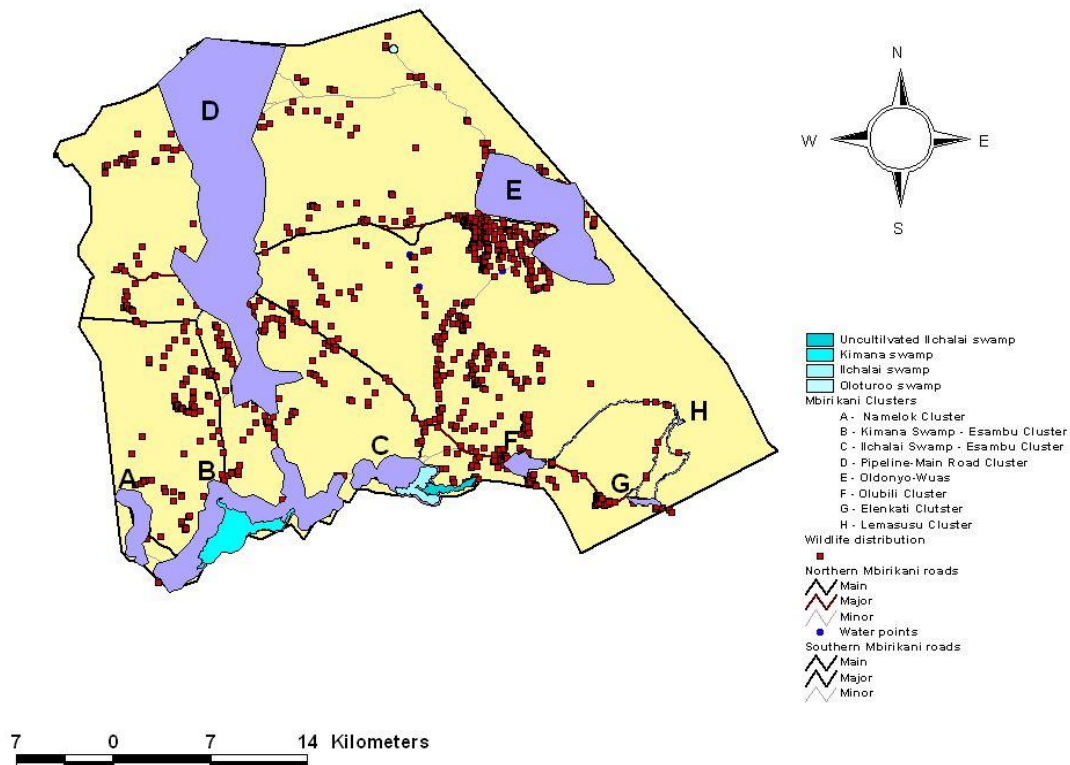 D
E
C
F
H
G
A
B
N
W
E
S
Uncultilvated Ilchalai swamp
Kimana swamp
Ilchalai swamp
Oloturoo swamp
Mbirikani Clusters
A - Namelok Cluster
B - Kimana Swamp - Esambu Cluster
C - Ilchalai Swamp - Esambu Cluster
D - Pipeline-Main Road Cluster
E - Oldonyo-Wuas
F - Olubili Cluster
G - Elenkati Clutster
H - Lemasusu Cluster
Wildlife distribution
Northern Mbirikani roads
Main
Major
Minor
Water points
Southern Mbirikani roads
Main
Major
Minor
7 0 7 14 Kilometers